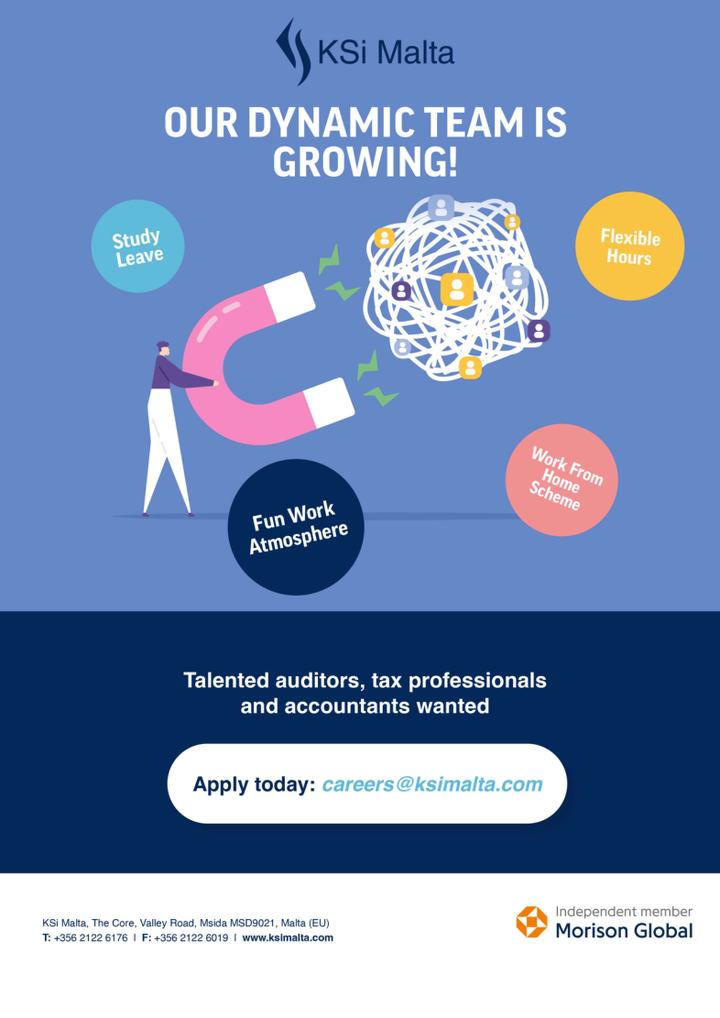 KSi Malta
OUR DYNAMIC TEAM IS
GROWING!
Study
Leave
Flexible
Hours
Work From
Home
Scheme
Fun Work
Atmosphere
Talented auditors, tax professionals
and accountants wanted
Apply today: careers@ksimalta.com
KSi Malta, The Core, Valley Road, Msida MSD9021, Malta (EU)
T: +356 2122 6176 | F: +356 2122 6019 | www.ksimalta.com
Independent member
Morison Global